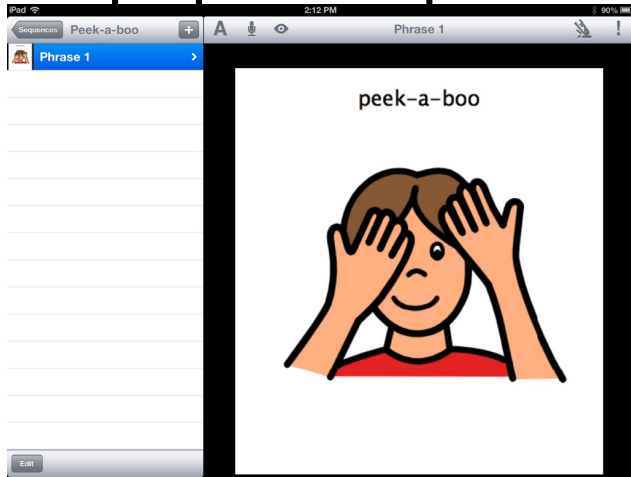 iPad 2:12 PM 90%
Sequences Peek-a-boo + A Phrase 1 !
Phrase 1
peek-a-boo
Edit